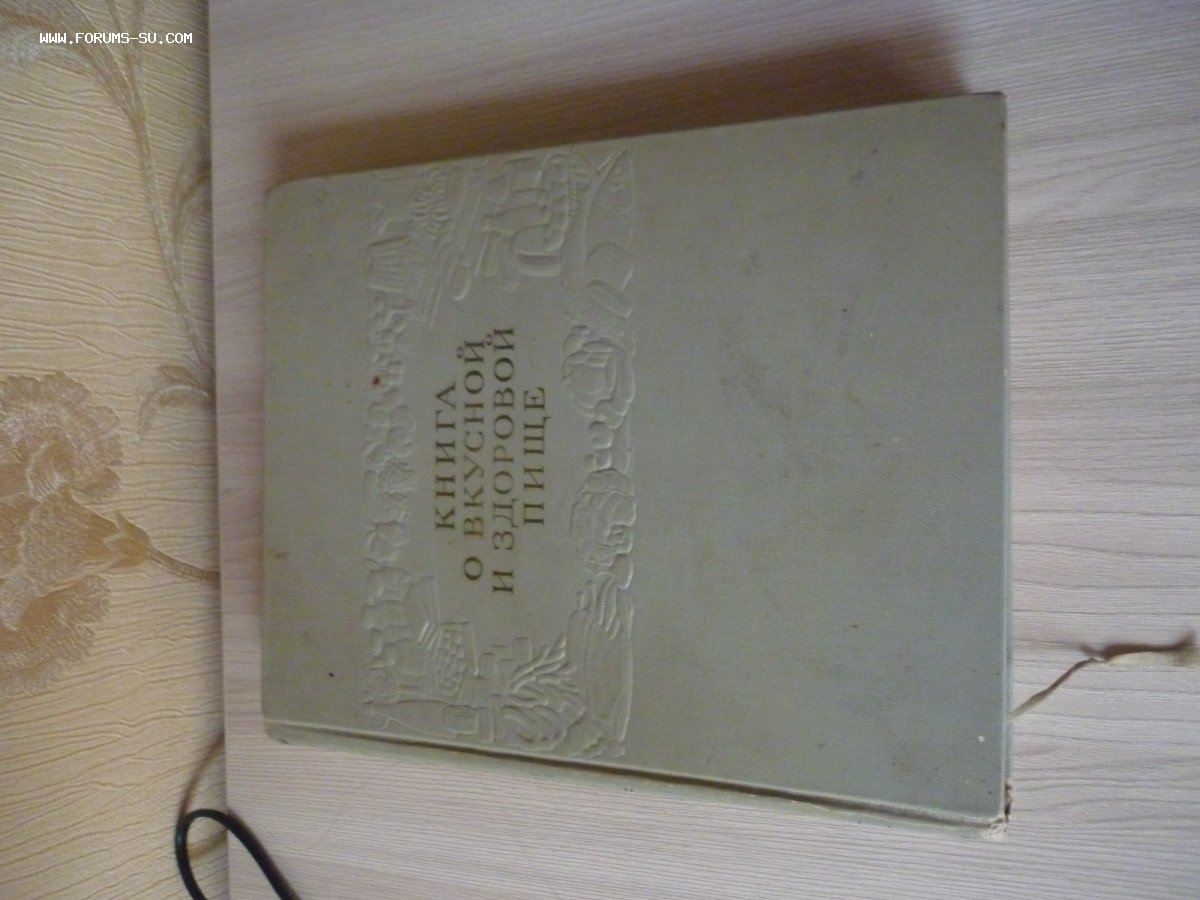 WWW.FORUMS-SU.COM
КНИГА
О ВКУСНОЙ
И ЗДОРОВОЙ
ПИЩЕ